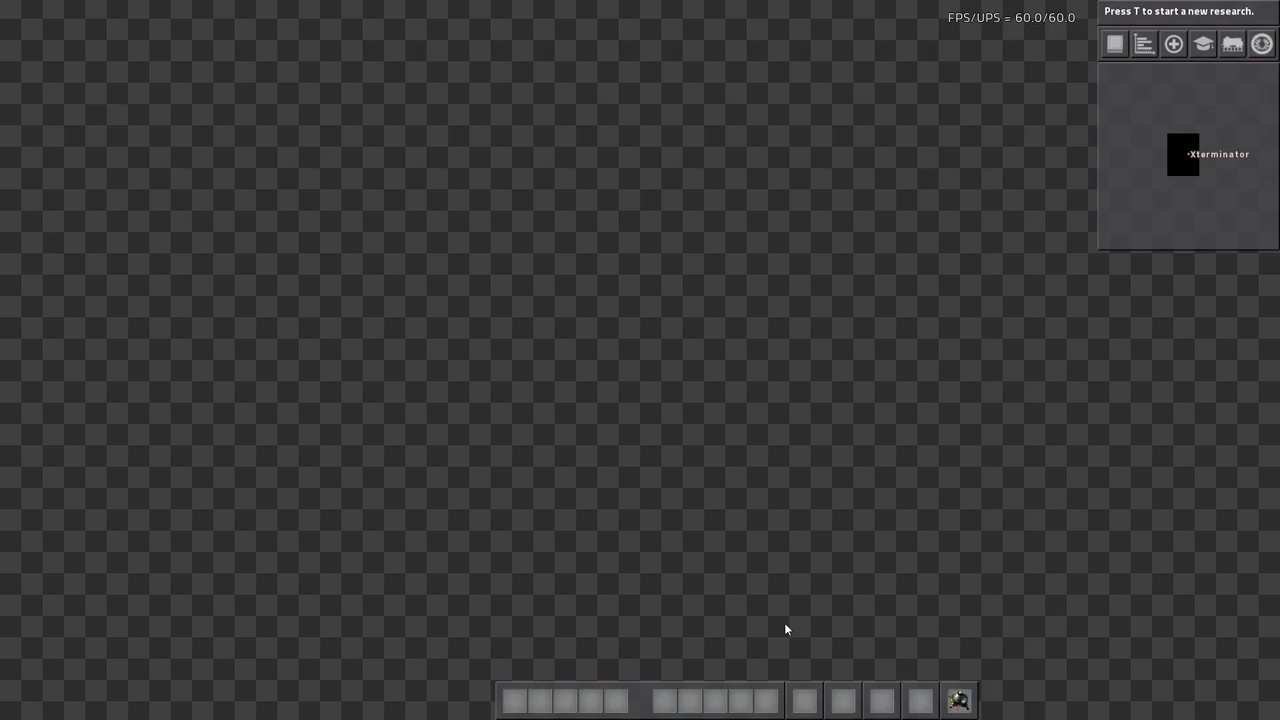 FPS/UPS = 60.0/60.0
Press T to start a new research.
Xterminator